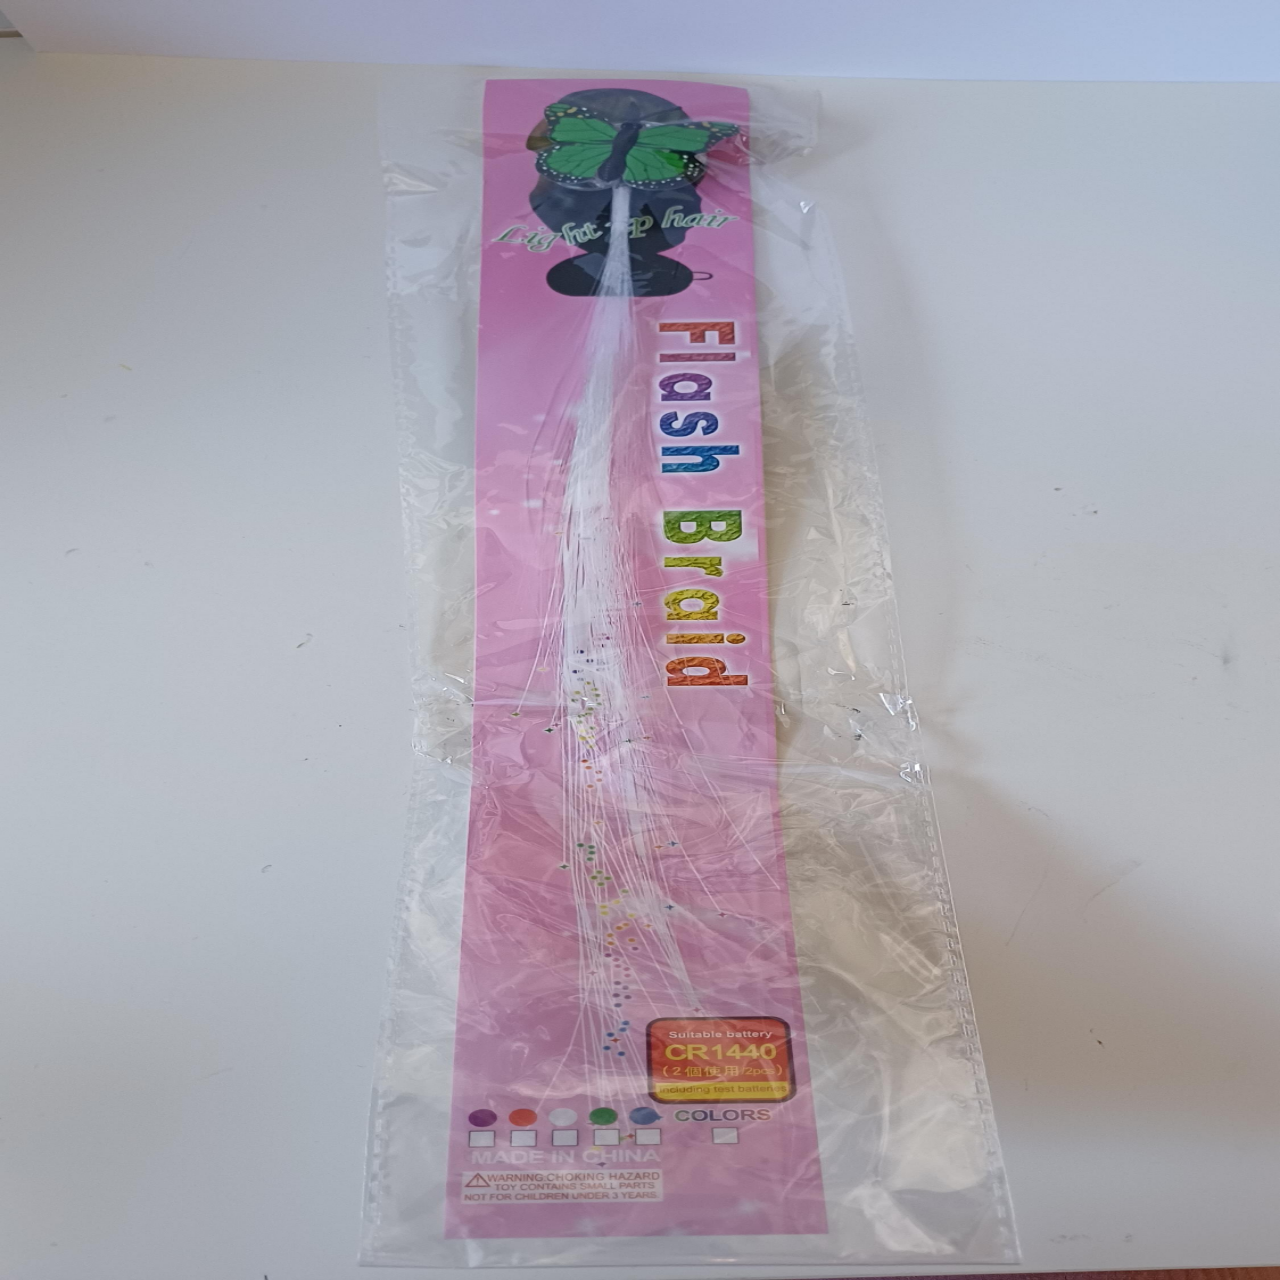 Light up hair
Flash Braid
Suitable battery
CR1440
(2個使用/2pcs)
including test batteries
COLORS
MADE IN CHINA
WARNING:CHOKING HAZARD
TOY CONTAINS SMALL PARTS
NOT FOR CHILDREN UNDER 3 YEARS.